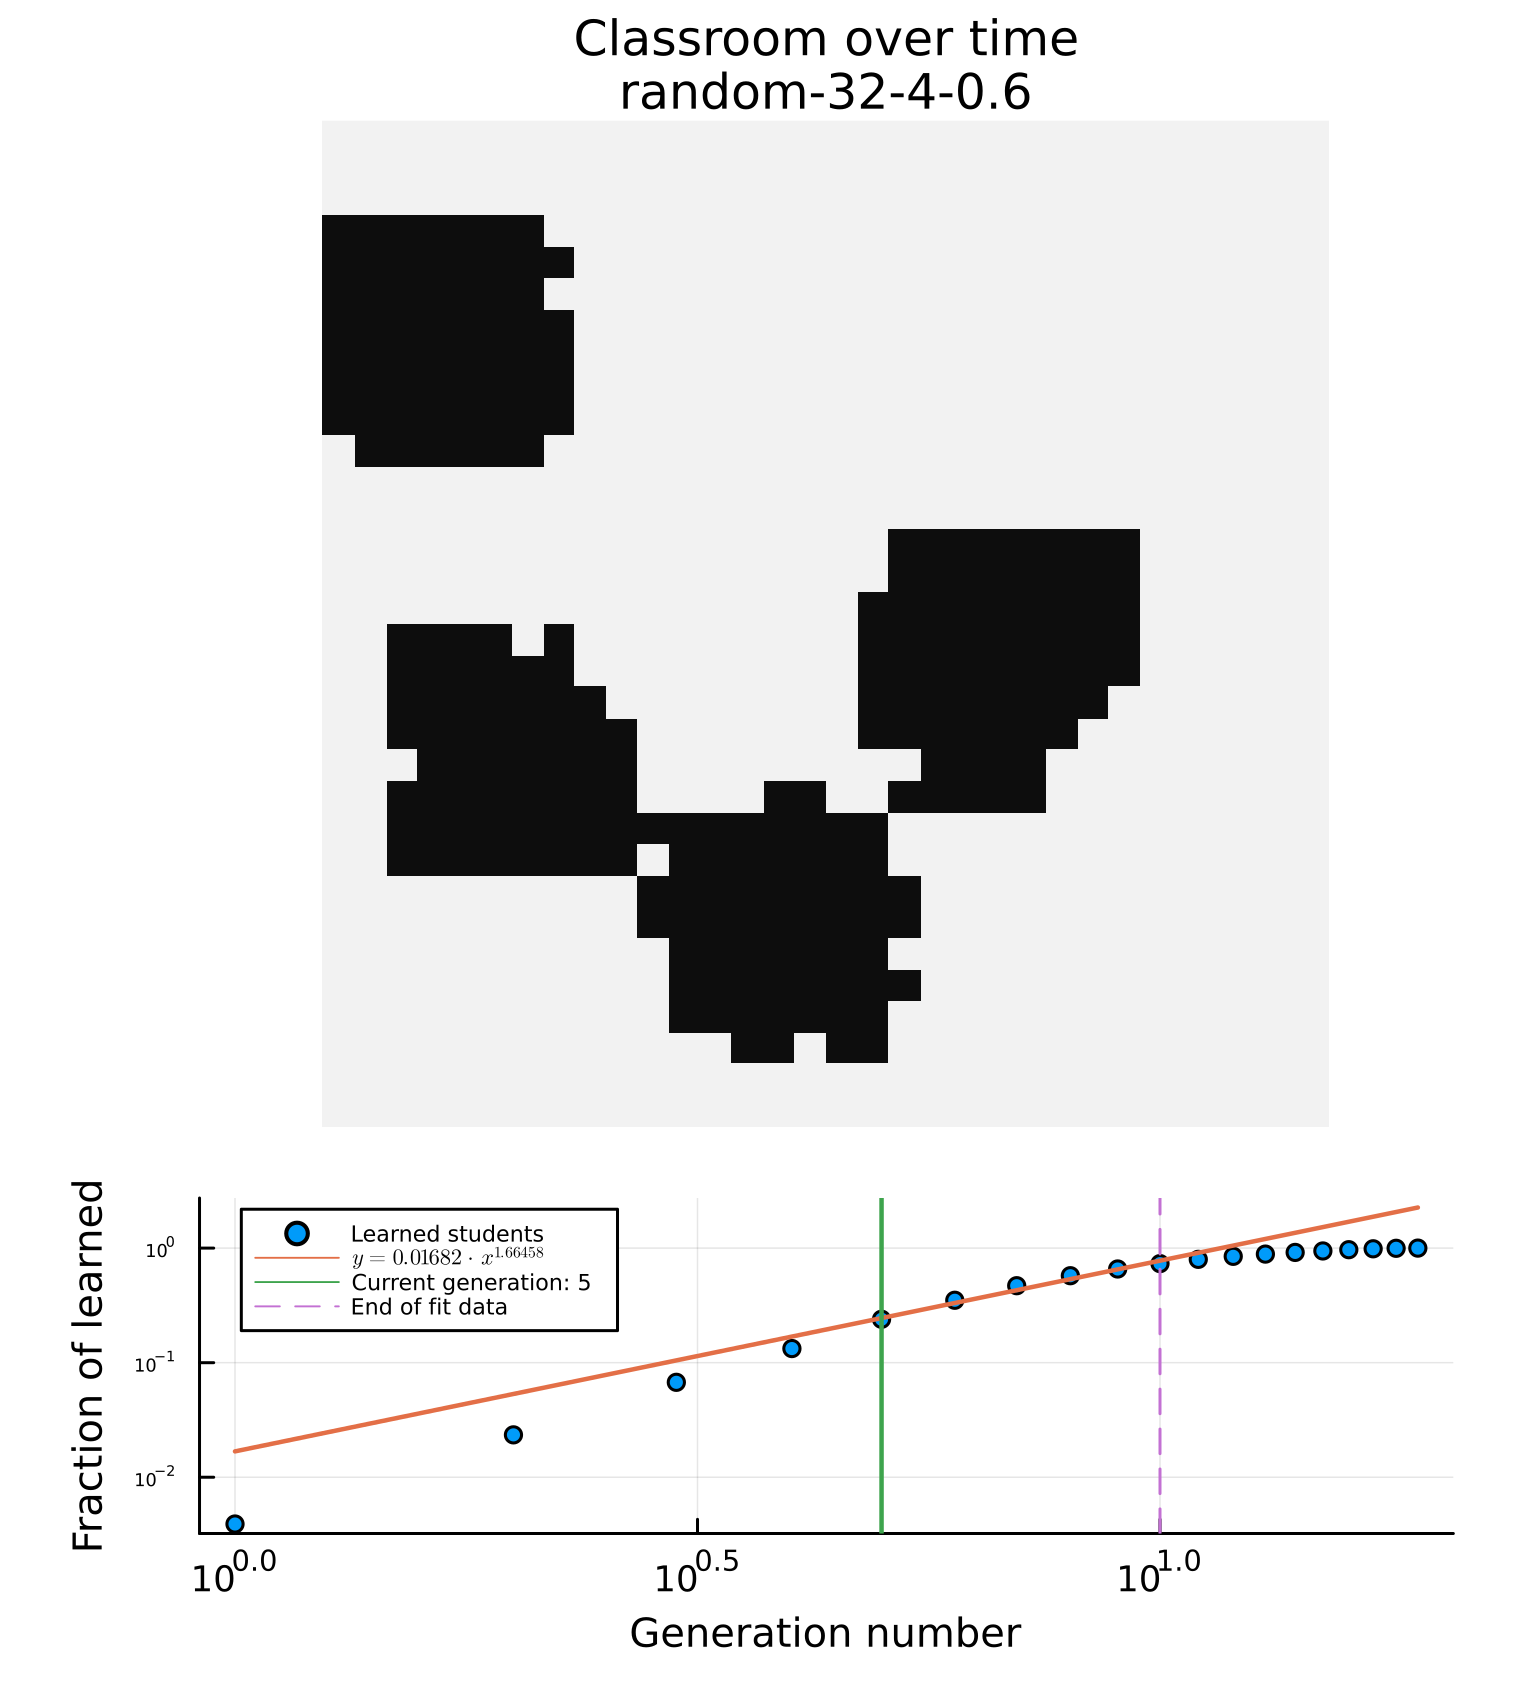 Classroom over time
random-32-4-0.6
Fraction of learned
Learned students
y = 0.01682 · x^1.66458
Current generation: 5
End of fit data
10^0
10^−1
10^−2
10^0.0 10^0.5 10^1.0
Generation number